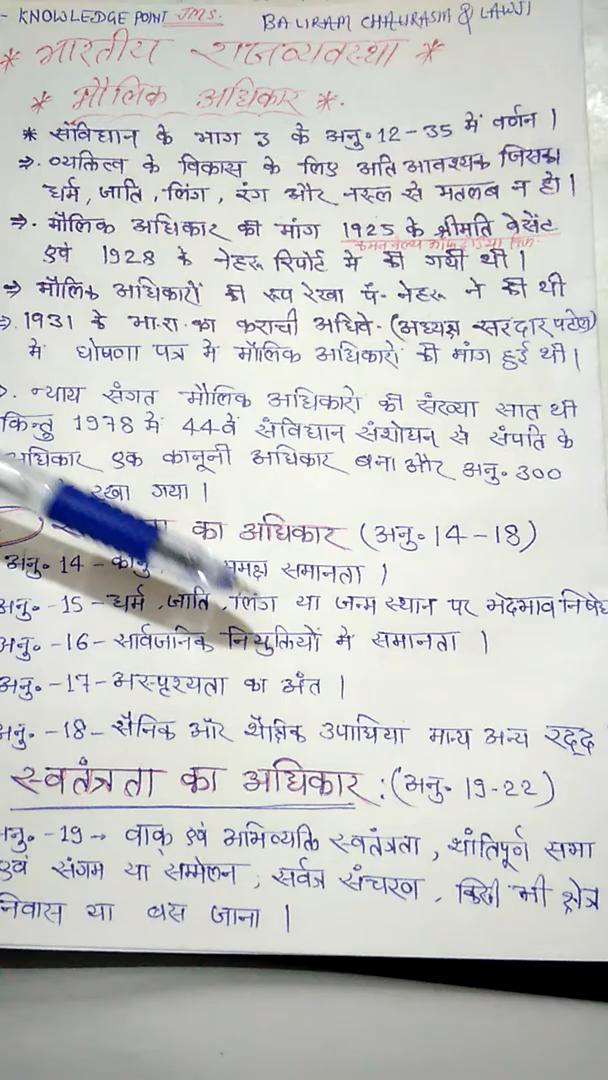 - KNOWLEDGE POINT JMS. BALIRAM CHAURASIA & LAWJI
* भारतीय राजव्यवस्था *
* मौलिक अधिकार *.
* संविधान के भाग 3 के अनु॰ 12-35 में वर्णन |
⇒. व्यक्तित्व के विकास के लिए अति आवश्यक जिसका
धर्म, जाति, लिंग, रंग और नस्ल से मतलब न हो |
⇒. मौलिक अधिकार की मांग 1925 के श्रीमति वेसेंट
एवं 1928 के नेहरू रिपोर्ट में की गयी थी |
⇒ मौलिक अधिकारों की रूप रेखा पं॰ नेहरू ने की थी
⇒. 1931 के भा.रा.का कराची अधिवे॰ (अध्यक्ष सरदार पटेल)
में घोषणा पत्र में मौलिक अधिकारों की मांग हुई थी |
>. न्याय संगत मौलिक अधिकारों की संख्या सात थी
किन्तु 1978 में 44वें संविधान संशोधन से संपति के
अधिकार एक कानूनी अधिकार बना और अनु॰ 300
रखा गया |
का अधिकार (अनु॰ 14-18)
अनु॰ 14 - समक्ष समानता |
अनु॰ -15 - धर्म, जाति, लिंग या जन्म स्थान पर भेदभाव निषेध
अनु॰ -16 - सार्वजनिक नियुक्तियों में समानता |
अनु॰ -17 - अस्पृश्यता का अंत |
अनु॰ -18 - सैनिक और शैक्षिक उपाधियां मान्य अन्य रद्द
स्वतंत्रता का अधिकार : (अनु॰ 19-22)
अनु॰ -19 → वाक् एवं अभिव्यक्ति स्वतंत्रता, शांतिपूर्ण सभा
एवं संगम या सम्मेलन, सर्वत्र संचरण, किसी भी क्षेत्र
निवास या बस जाना |